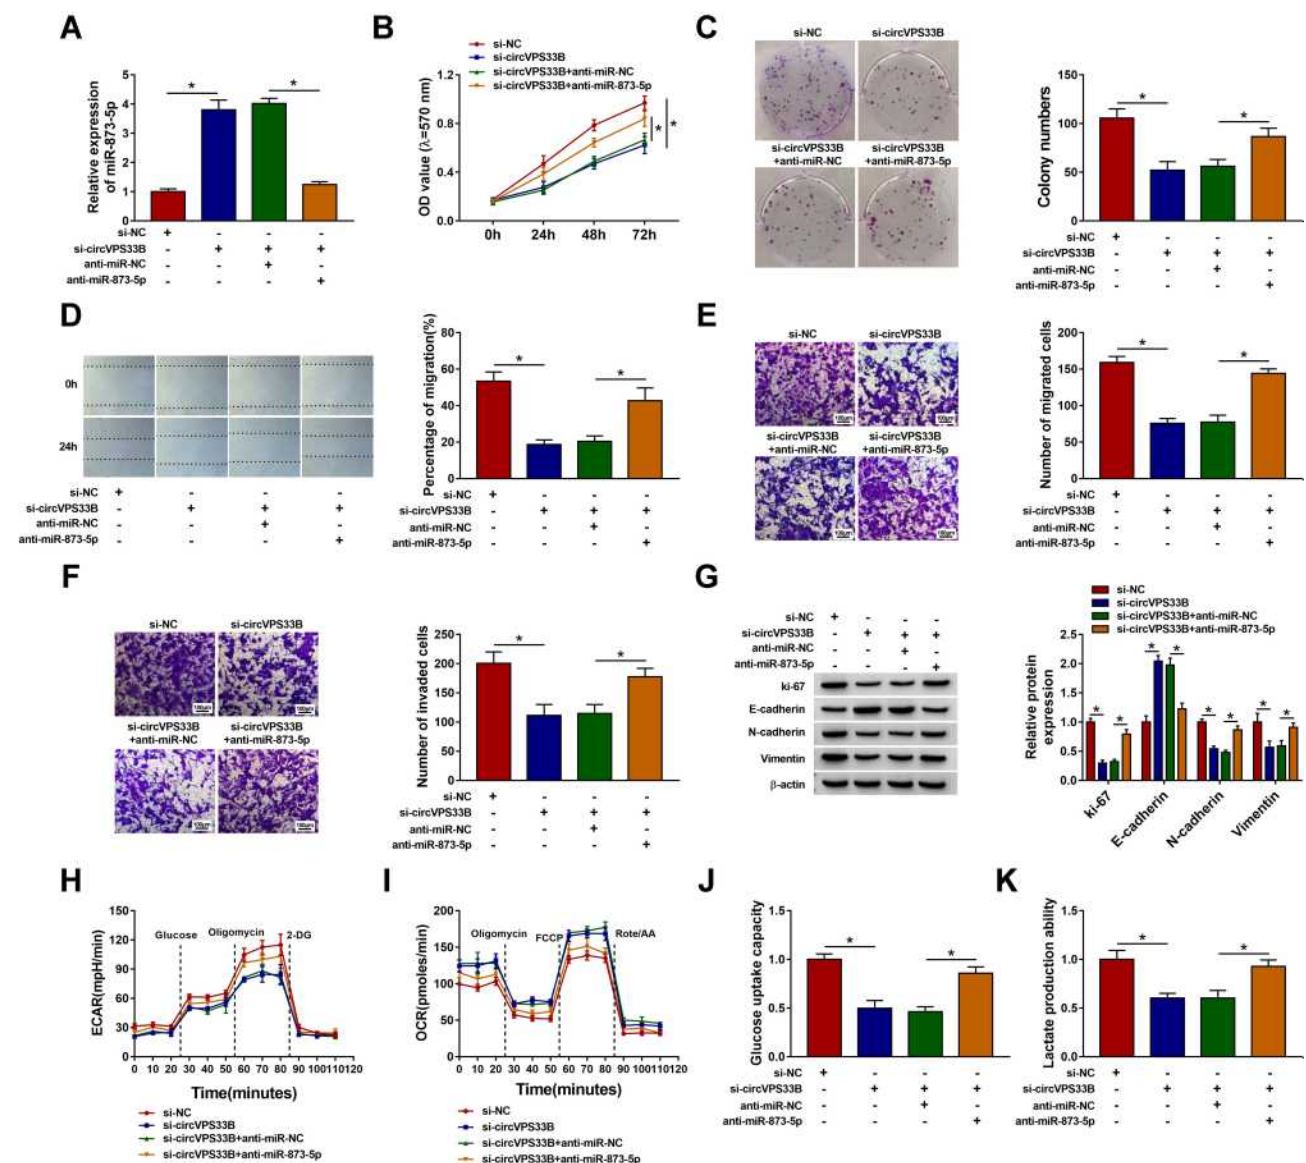 A
Relative expression
of miR-873-5p
5
4
3
2
1
0
*
*
si-NC + - - -
si-circVPS33B - + + +
anti-miR-NC - - + -
anti-miR-873-5p - - - +
B
si-NC
si-circVPS33B
si-circVPS33B+anti-miR-NC
si-circVPS33B+anti-miR-873-5p
OD value (λ=570 nm)
1.2
0.8
0.4
0.0
*
*
0h 24h 48h 72h
C
si-NC si-circVPS33B
si-circVPS33B si-circVPS33B
+anti-miR-NC +anti-miR-873-5p
Colony numbers
150
100
50
0
*
*
si-NC + - - -
si-circVPS33B - + + +
anti-miR-NC - - + -
anti-miR-873-5p - - - +
D
0h
24h
si-NC + - - -
si-circVPS33B - + + +
anti-miR-NC - - + -
anti-miR-873-5p - - - +
Percentage of migration(%)
80
60
40
20
0
*
*
si-NC + - - -
si-circVPS33B - + + +
anti-miR-NC - - + -
anti-miR-873-5p - - - +
E
si-NC si-circVPS33B
100μm 100μm
si-circVPS33B si-circVPS33B
+anti-miR-NC +anti-miR-873-5p
100μm 100μm
Number of migrated cells
200
150
100
50
0
*
*
si-NC + - - -
si-circVPS33B - + + +
anti-miR-NC - - + -
anti-miR-873-5p - - - +
F
si-NC si-circVPS33B
100μm 100μm
si-circVPS33B si-circVPS33B
+anti-miR-NC +anti-miR-873-5p
100μm 100μm
Number of invaded cells
250
200
150
100
50
0
*
*
si-NC + - - -
si-circVPS33B - + + +
anti-miR-NC - - + -
anti-miR-873-5p - - - +
G
si-NC + - - -
si-circVPS33B - + + +
anti-miR-NC - - + -
anti-miR-873-5p - - - +
ki-67
E-cadherin
N-cadherin
Vimentin
β-actin
si-NC
si-circVPS33B
si-circVPS33B+anti-miR-NC
si-circVPS33B+anti-miR-873-5p
Relative protein
expression
2.5
2.0
1.5
1.0
0.5
0.0
* * * * * * * *
ki-67 E-cadherin N-cadherin Vimentin
H
ECAR(mpH/min)
150
120
90
60
30
0
Glucose Oligomycin 2-DG
0 10 20 30 40 50 60 70 80 90 100 110 120
Time(minutes)
si-NC
si-circVPS33B
si-circVPS33B+anti-miR-NC
si-circVPS33B+anti-miR-873-5p
I
OCR(pmoles/min)
200
150
100
50
0
Oligomycin FCCP Rote/AA
0 10 20 30 40 50 60 70 80 90 100 110 120
Time(minutes)
si-NC
si-circVPS33B
si-circVPS33B+anti-miR-NC
si-circVPS33B+anti-miR-873-5p
J
Glucose uptake capacity
1.5
1.0
0.5
0.0
*
*
si-NC + - - -
si-circVPS33B - + + +
anti-miR-NC - - + -
anti-miR-873-5p - - - +
K
Lactate production ability
1.5
1.0
0.5
0.0
*
*
si-NC + - - -
si-circVPS33B - + + +
anti-miR-NC - - + -
anti-miR-873-5p - - - +